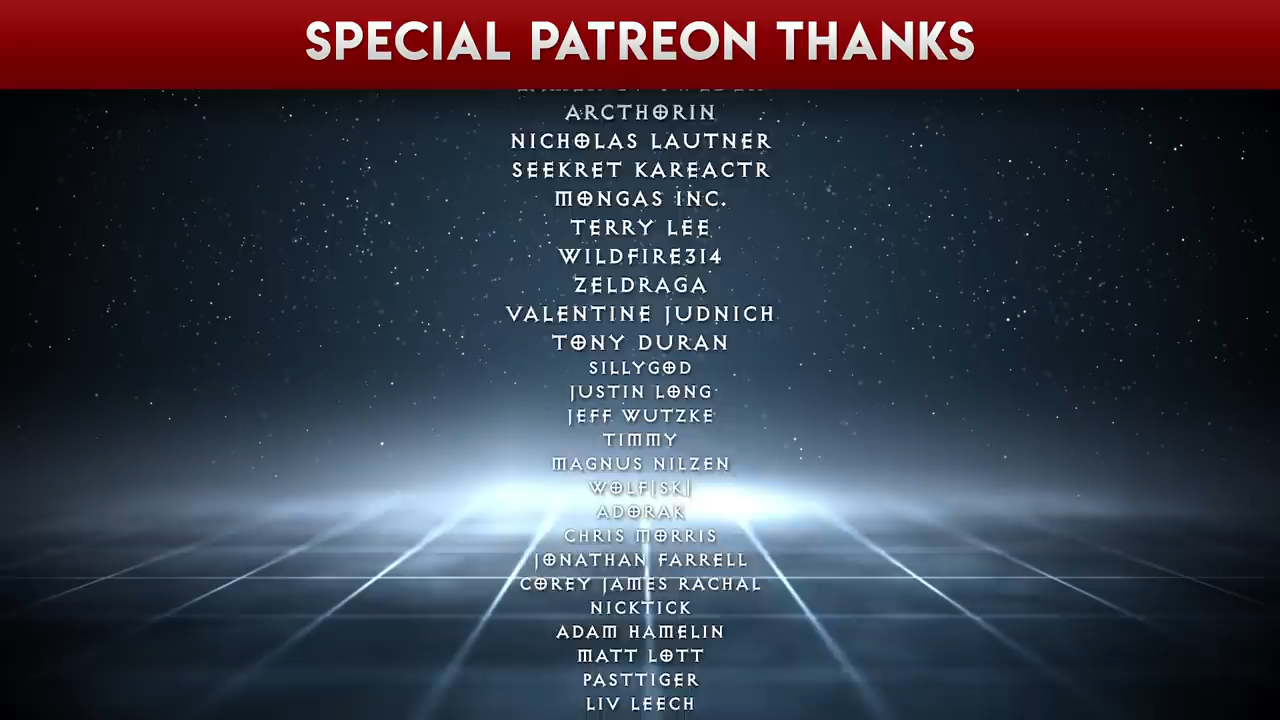 SPECIAL PATREON THANKS
ARCTHORIN
NICHOLAS LAUTNER
SEEKRET KAREACTR
MONGAS INC.
TERRY LEE
WILDFIRE314
ZELDRAGA
VALENTINE JUDNICH
TONY DURAN
SILLYGOD
JUSTIN LONG
JEFF WUTZKE
TIMMY
MAGNUS NILZEN
WOLF|SK|
ADORAK
CHRIS MORRIS
JONATHAN FARRELL
COREY JAMES RACHAL
NICKTICK
ADAM HAMELIN
MATT LOTT
PASTTIGER
LIV LEECH